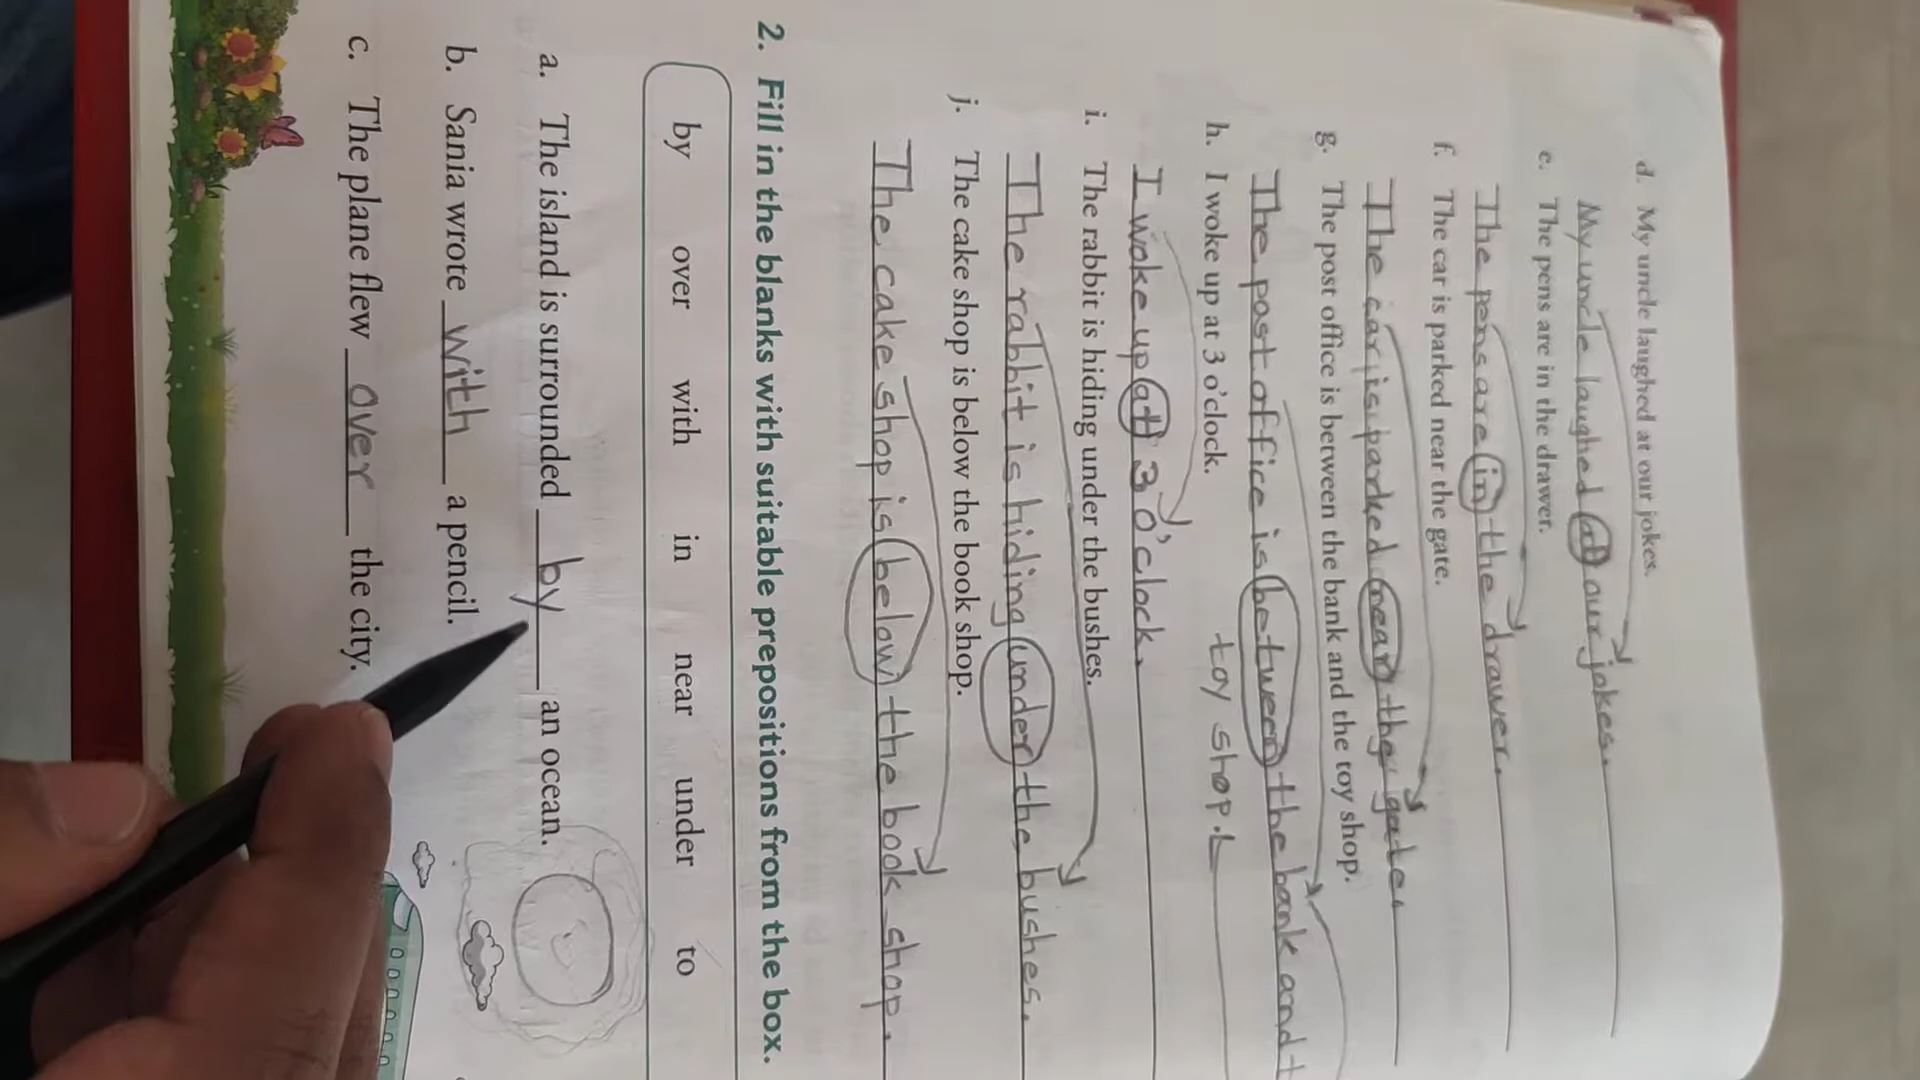 d. My uncle laughed at our jokes.
My uncle laughed at our jokes.
e. The pens are in the drawer.
The pens are in the drawer.
f. The car is parked near the gate.
The car is parked near the gate.
g. The post office is between the bank and the toy shop.
The post office is between the bank and t
toy shop.
h. I woke up at 3 o'clock.
I woke up at 3 o'clock.
i. The rabbit is hiding under the bushes.
The rabbit is hiding under the bushes.
j. The cake shop is below the book shop.
The cake shop is below the book shop.
2. Fill in the blanks with suitable prepositions from the box.
by over with in near under to
a. The island is surrounded by an ocean.
b. Sania wrote with a pencil.
c. The plane flew over the city.